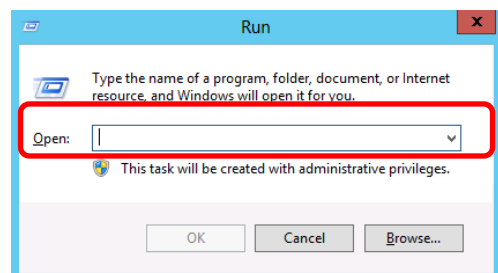 Run
x
Type the name of a program, folder, document, or Internet
resource, and Windows will open it for you.
Open:
This task will be created with administrative privileges.
OK Cancel Browse...